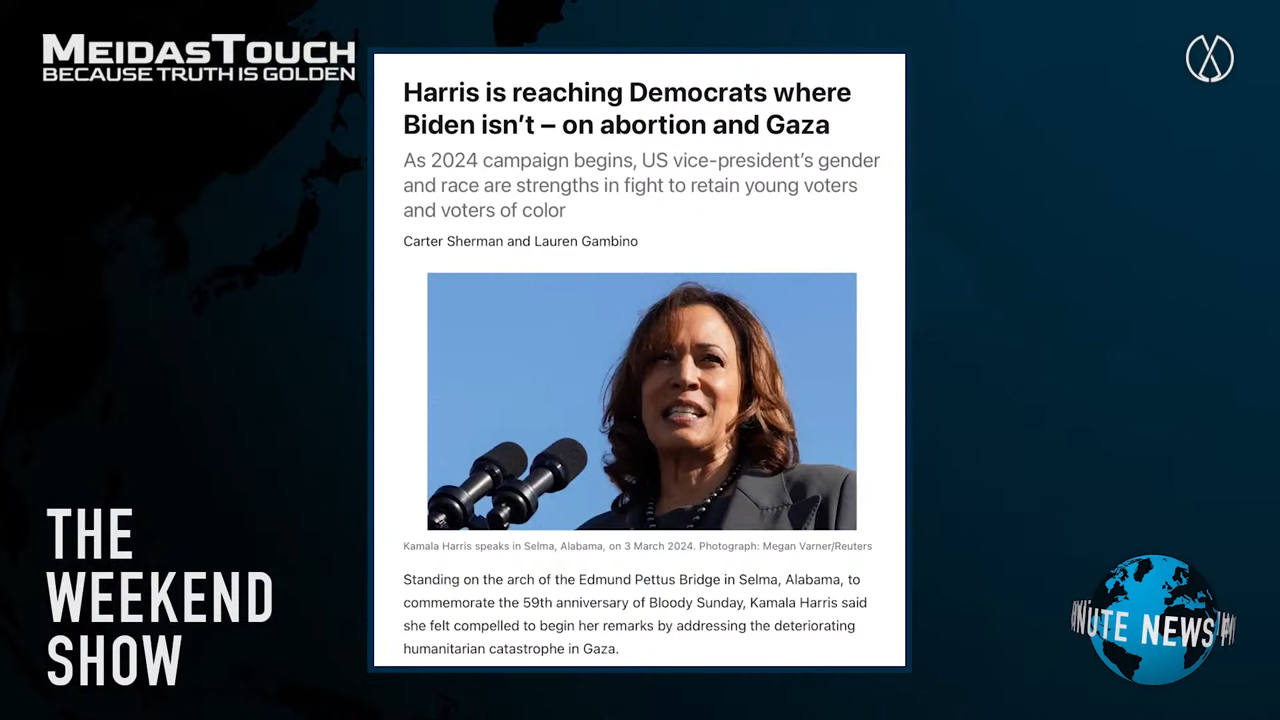 MEIDASTOUCH
BECAUSE TRUTH IS GOLDEN
Harris is reaching Democrats where
Biden isn't – on abortion and Gaza
As 2024 campaign begins, US vice-president's gender
and race are strengths in fight to retain young voters
and voters of color
Carter Sherman and Lauren Gambino
Kamala Harris speaks in Selma, Alabama, on 3 March 2024. Photograph: Megan Varner/Reuters
Standing on the arch of the Edmund Pettus Bridge in Selma, Alabama, to
commemorate the 59th anniversary of Bloody Sunday, Kamala Harris said
she felt compelled to begin her remarks by addressing the deteriorating
humanitarian catastrophe in Gaza.
THE
WEEKEND
SHOW
NEWS